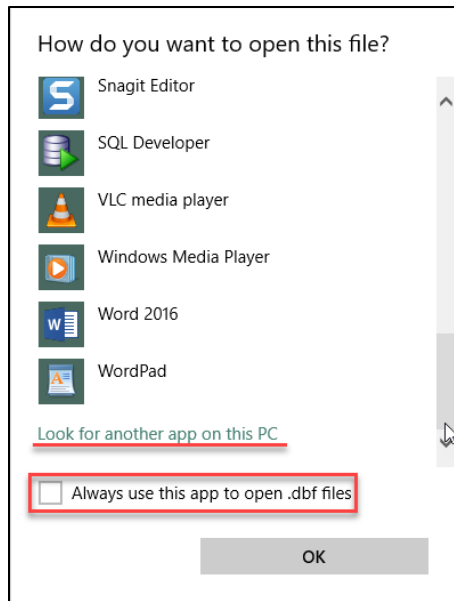 How do you want to open this file?
Snagit Editor
SQL Developer
VLC media player
Windows Media Player
Word 2016
WordPad
Look for another app on this PC
Always use this app to open .dbf files
OK